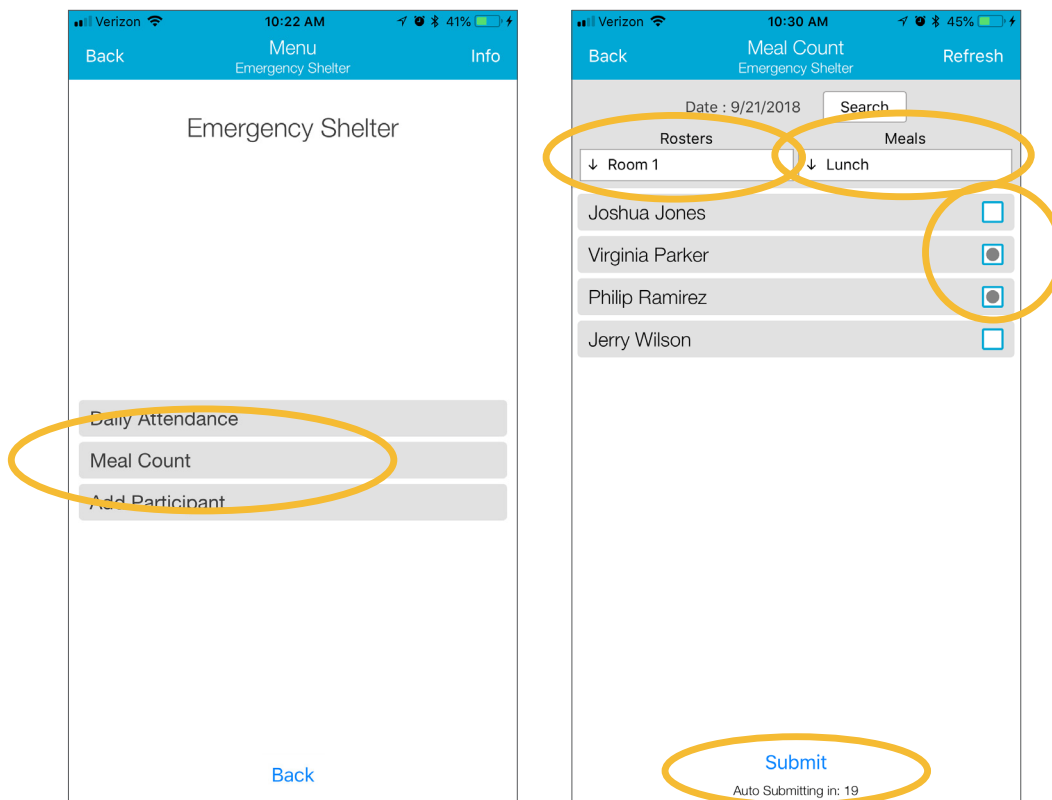 Verizon 10:22 AM 41%
Back Menu Info
Emergency Shelter
Emergency Shelter
Daily Attendance
Meal Count
Add Participant
Back
Verizon 10:30 AM 45%
Back Meal Count Refresh
Emergency Shelter
Date : 9/21/2018 Search
Rosters Meals
↓ Room 1 ↓ Lunch
Joshua Jones
Virginia Parker
Philip Ramirez
Jerry Wilson
Submit
Auto Submitting in: 19